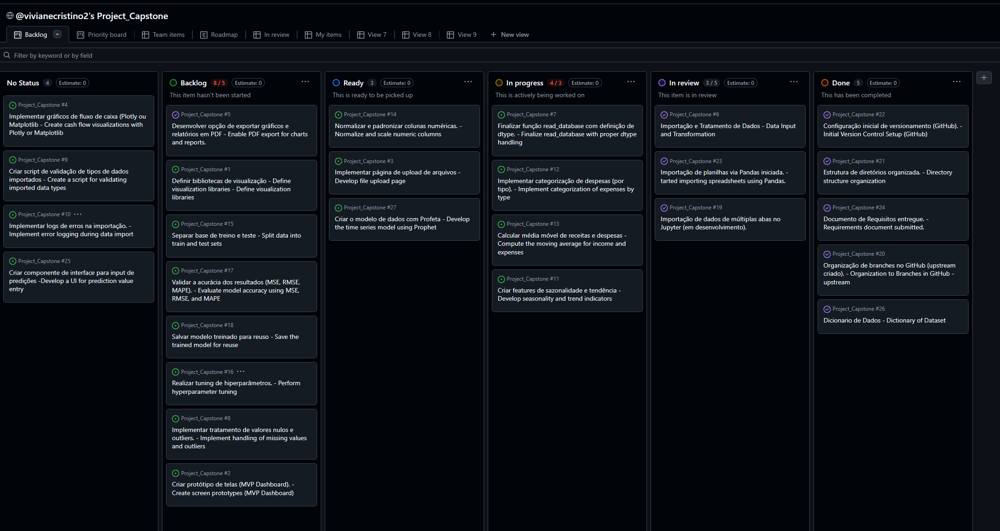 @vivianecristino2's Project_Capstone
Backlog
Priority board
Team items
Roadmap
In review
My items
View 7
View 8
View 9
New view
Filter by keyword or by field
No Status 4 Estimate: 0
Project_Capstone #4
Implementar gráficos de fluxo de caixa (Plotly ou
Matplotlib - Create cash flow visualizations with
Plotly or Matplotlib
Project_Capstone #9
Criar script de validação de tipos de dados
importados - Create a script for validating
imported data types
Project_Capstone #10
Implementar logs de erros na importação. -
Implement error logging during data import
Project_Capstone #25
Criar componente de interface para input de
predições -Develop a UI for prediction value
entry
Backlog 8 / 5 Estimate: 0
This item hasn't been started
Project_Capstone #5
Desenvolver opção de exportar gráficos e
relatórios em PDF - Enable PDF export for charts
and reports.
Project_Capstone #1
Definir bibliotecas de visualização - Define
visualization libraries - Define visualization
libraries
Project_Capstone #15
Separar base de treino e teste - Split data into
train and test sets
Project_Capstone #17
Validar a acurácia dos resultados (MSE, RMSE,
MAPE). - Evaluate model accuracy using MSE,
RMSE, and MAPE
Project_Capstone #18
Salvar modelo treinado para reuso - Save the
trained model for reuse
Project_Capstone #16
Realizar tuning de hiperparâmetros. - Perform
hyperparameter tuning
Project_Capstone #8
Implementar tratamento de valores nulos e
outliers. - Implement handling of missing values
and outliers
Project_Capstone #2
Criar protótipo de telas (MVP Dashboard). -
Create screen prototypes (MVP Dashboard)
Ready 3 Estimate: 0
This is ready to be picked up
Project_Capstone #14
Normalizar e padronizar colunas numéricas. -
Normalize and scale numeric columns
Project_Capstone #3
Implementar página de upload de arquivos -
Develop file upload page
Project_Capstone #27
Criar o modelo de dados com Profeta - Develop
the time series model using Prophet
In progress 4 / 3 Estimate: 0
This is actively being worked on
Project_Capstone #7
Finalizar função read_database com definição de
dtype. - Finalize read_database with proper dtype
handling
Project_Capstone #12
Implementar categorização de despesas (por
tipo). - Implement categorization of expenses by
type
Project_Capstone #13
Calcular média móvel de receitas e despesas -
Compute the moving average for income and
expenses
Project_Capstone #11
Criar features de sazonalidade e tendência -
Develop seasonality and trend indicators
In review 3 / 5 Estimate: 0
This item is in review
Project_Capstone #6
Importação e Tratamento de Dados - Data Input
and Transformation
Project_Capstone #23
Importação de planilhas via Pandas iniciada. -
tarted importing spreadsheets using Pandas.
Project_Capstone #19
Importação de dados de múltiplas abas no
Jupyter (em desenvolvimento).
Done 5 Estimate: 0
This has been completed
Project_Capstone #22
Configuração inicial de versionamento (GitHub). -
Initial Version Control Setup (GitHub)
Project_Capstone #21
Estrutura de diretórios organizada. - Directory
structure organization
Project_Capstone #24
Documento de Requisitos entregue. -
Requirements document submitted.
Project_Capstone #20
Organização de branches no GitHub (upstream
criado). - Organization to Branches in GitHub -
upstream
Project_Capstone #26
Dicionario de Dados - Dictionary of Dataset